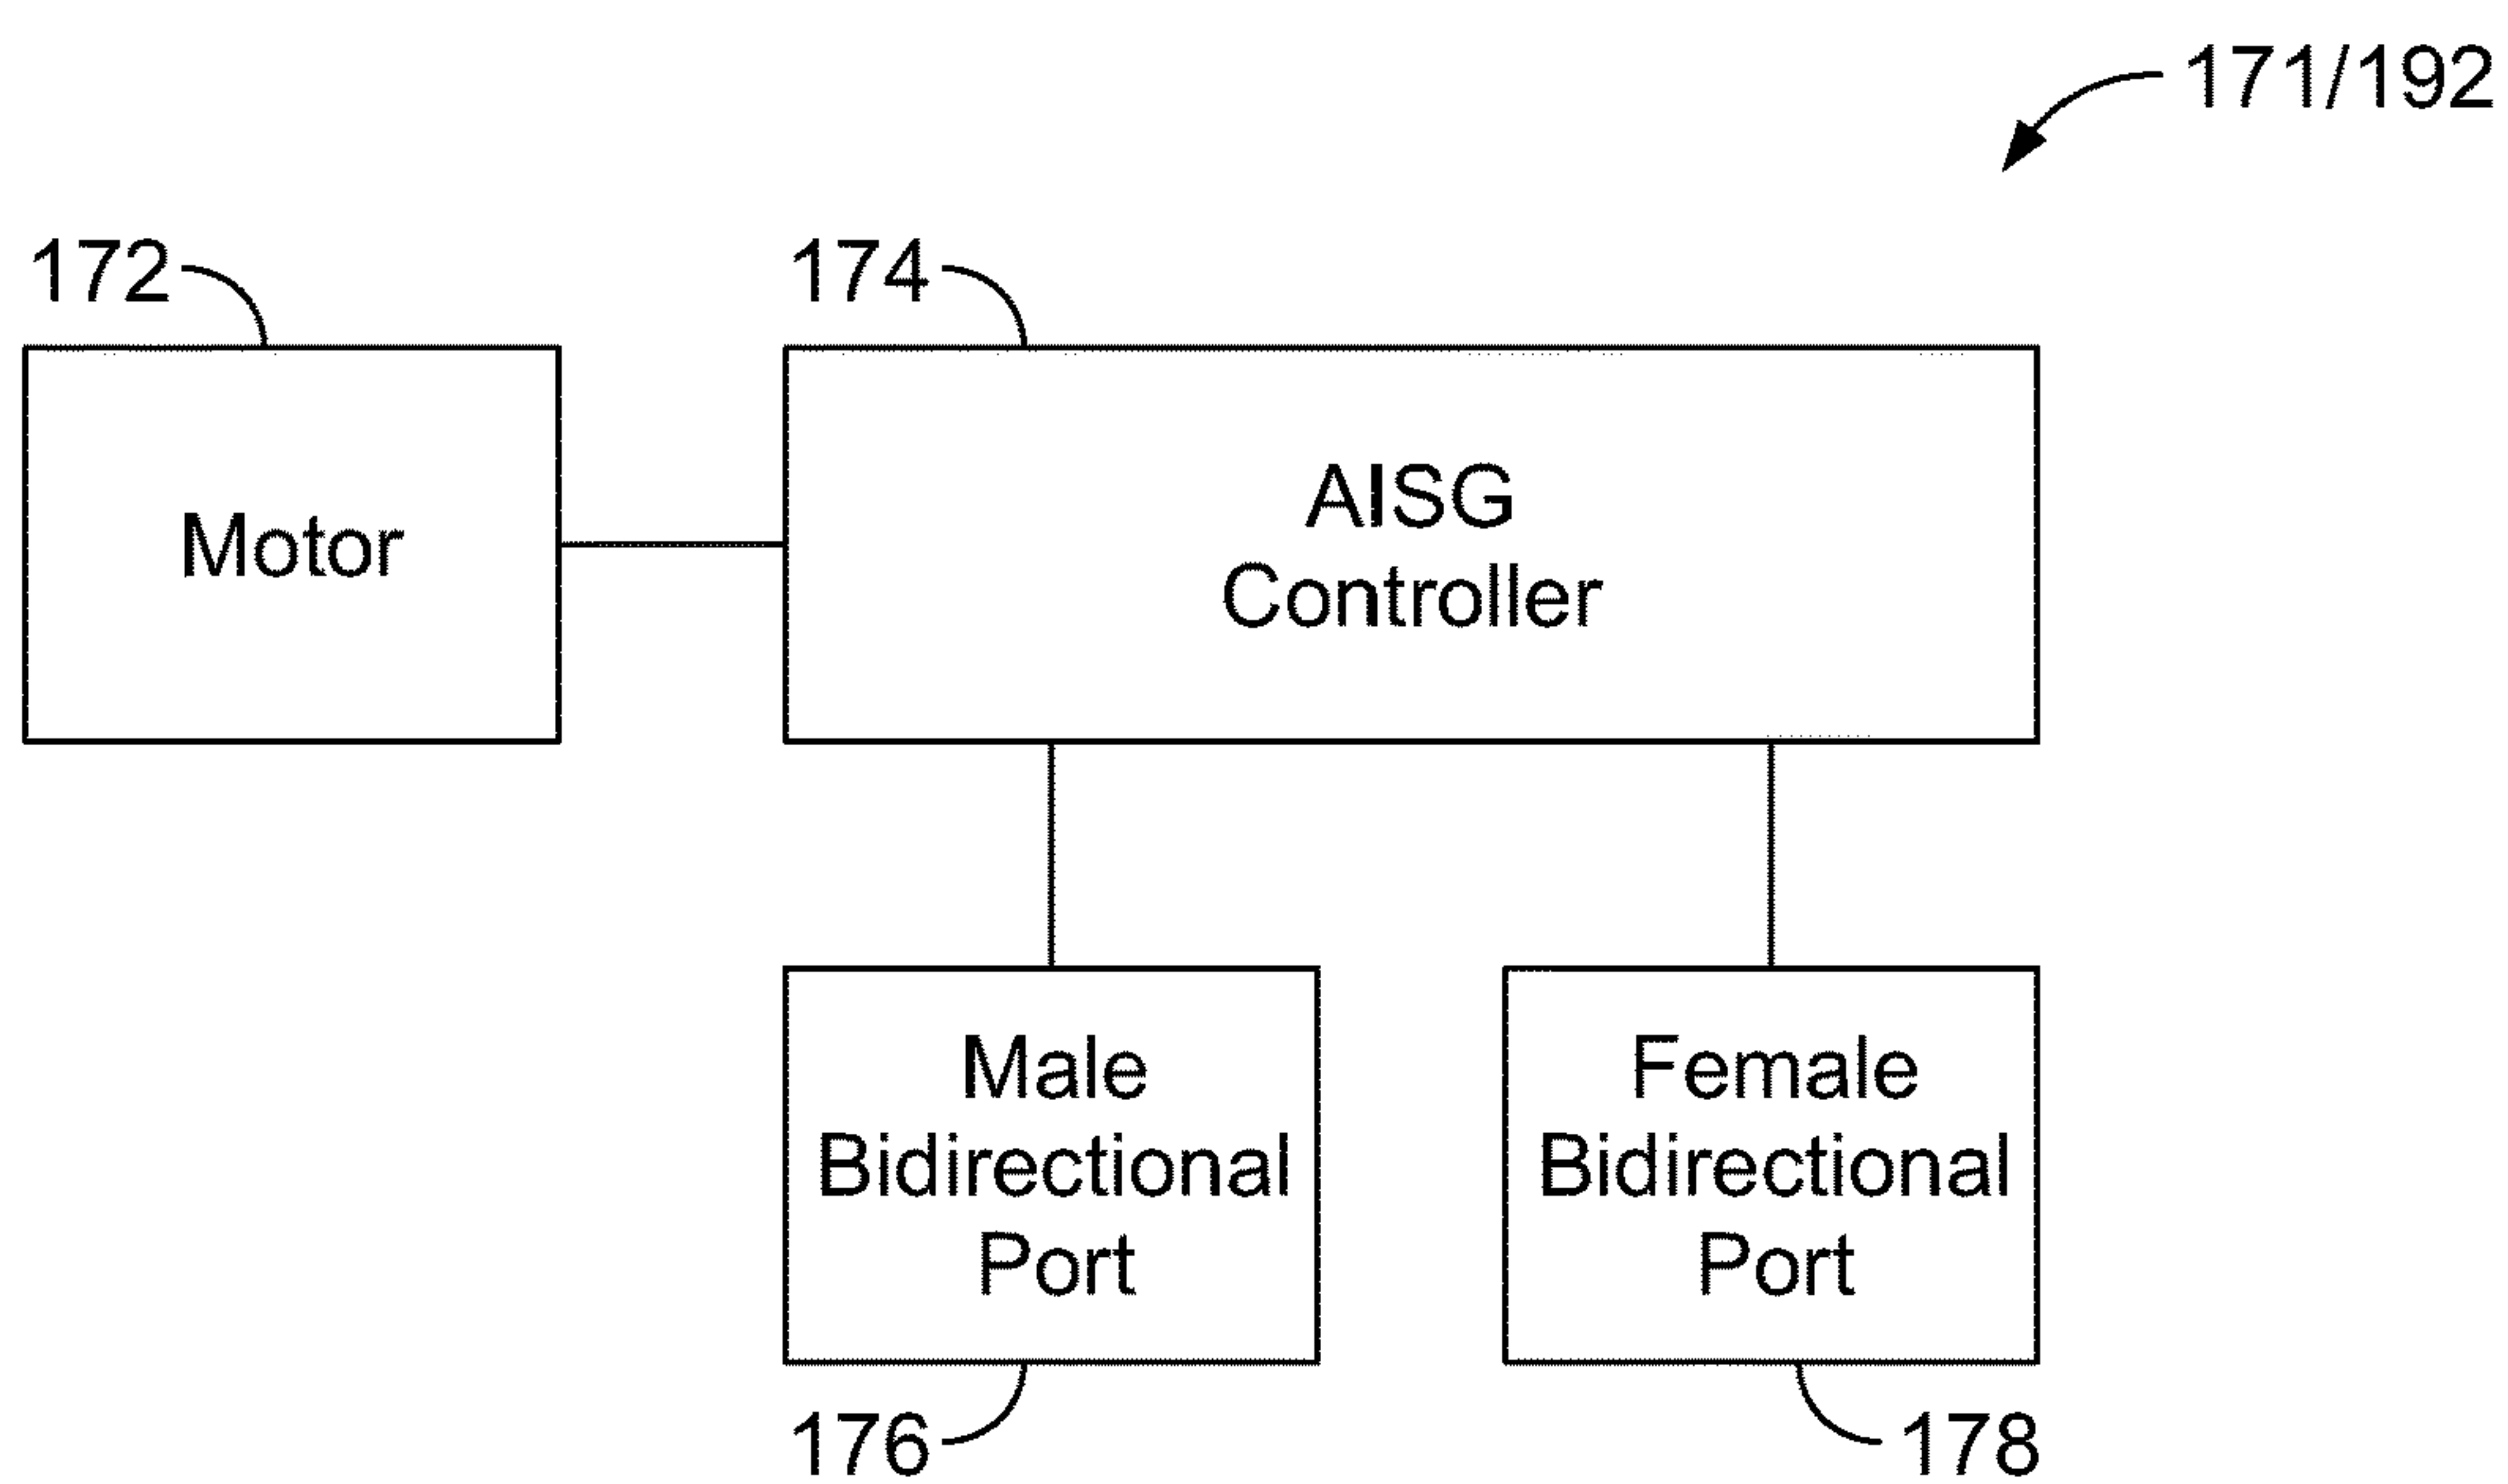 171/192
172
174
Motor
AISG
Controller
Male
Bidirectional
Port
Female
Bidirectional
Port
176
178